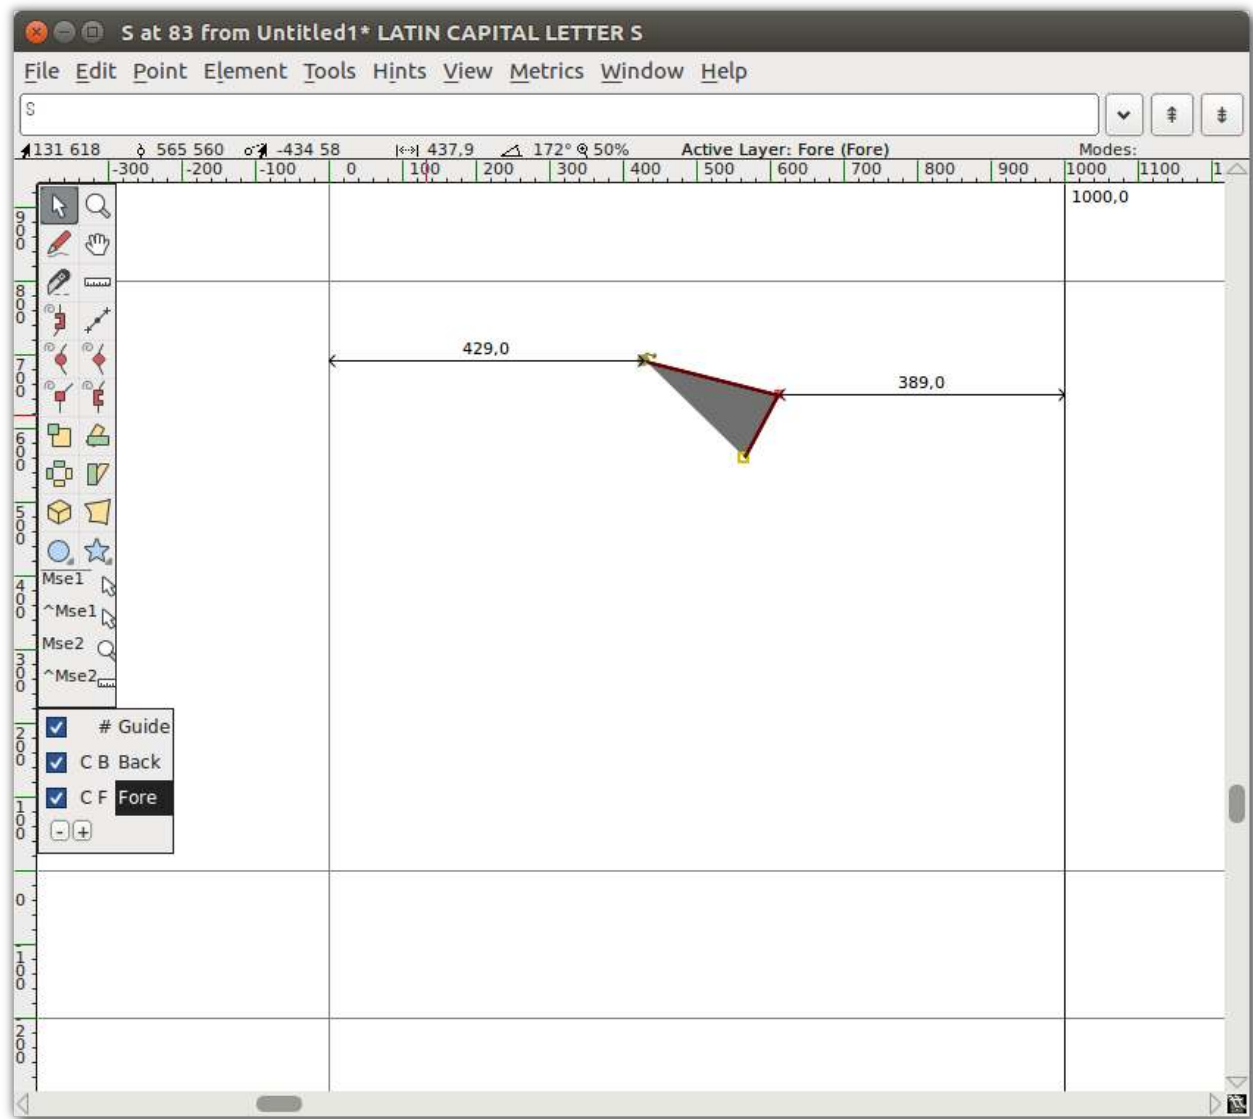 S at 83 from Untitled1* LATIN CAPITAL LETTER S
File Edit Point Element Tools Hints View Metrics Window Help
S
131 618 565 560 -434 58 437,9 172° 50% Active Layer: Fore (Fore) Modes:
-300 -200 -100 0 100 200 300 400 500 600 700 800 900 1000 1100 1
1000,0
900
800
429,0
700
389,0
600
500
Mse1
400
^Mse1
Mse2
300
^Mse2
# Guide
200
C B Back
C F Fore
100
- +
0
-100
-200